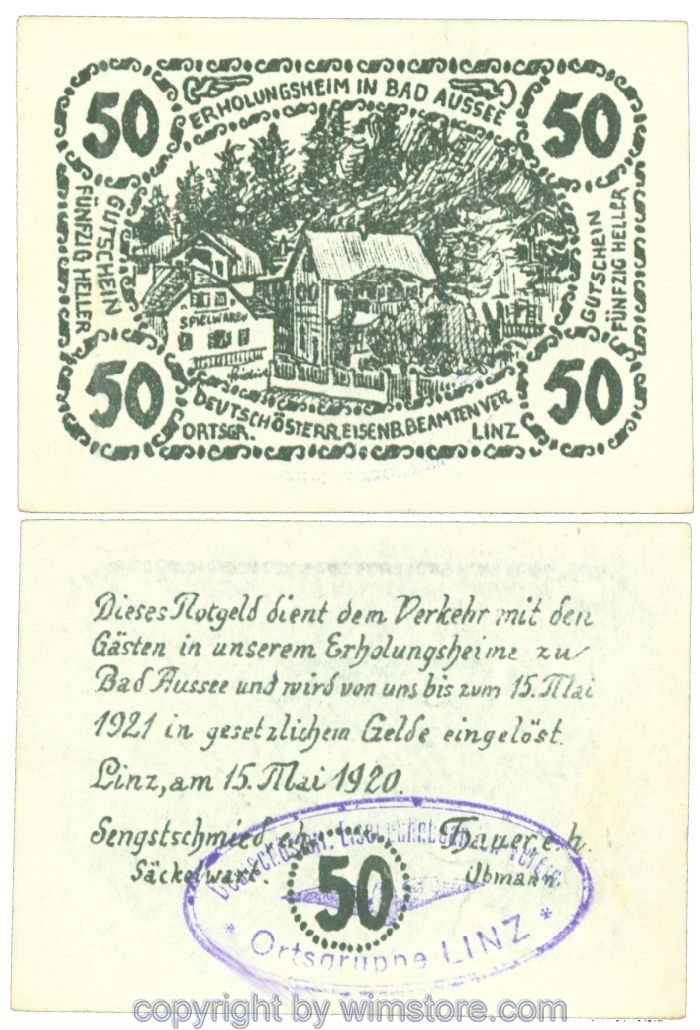 50
ERHOLUNGSHEIM IN BAD AUSSEE
50
GUTSCHEIN
FÜNFZIG HELLER
GUTSCHEIN
FÜNFZIG HELLER
SPIELWAREN
50
DEUTSCHÖSTERR.EISENB.BEAMTENVER.
50
ORTSGR. LINZ
Dieses Notgeld dient dem Verkehr mit den
Gästen in unserem Erholungsheime zu
Bad Aussee und wird von uns bis zum 15. Mai
1921 in gesetzlichem Gelde eingelöst.
Linz, am 15. Mai 1920.
Sengstschmied, e.h. Thauer, e.h.
Säckelwart. Obmann.
50
* Ortsgruppe LINZ *
copyright by wimstore.com